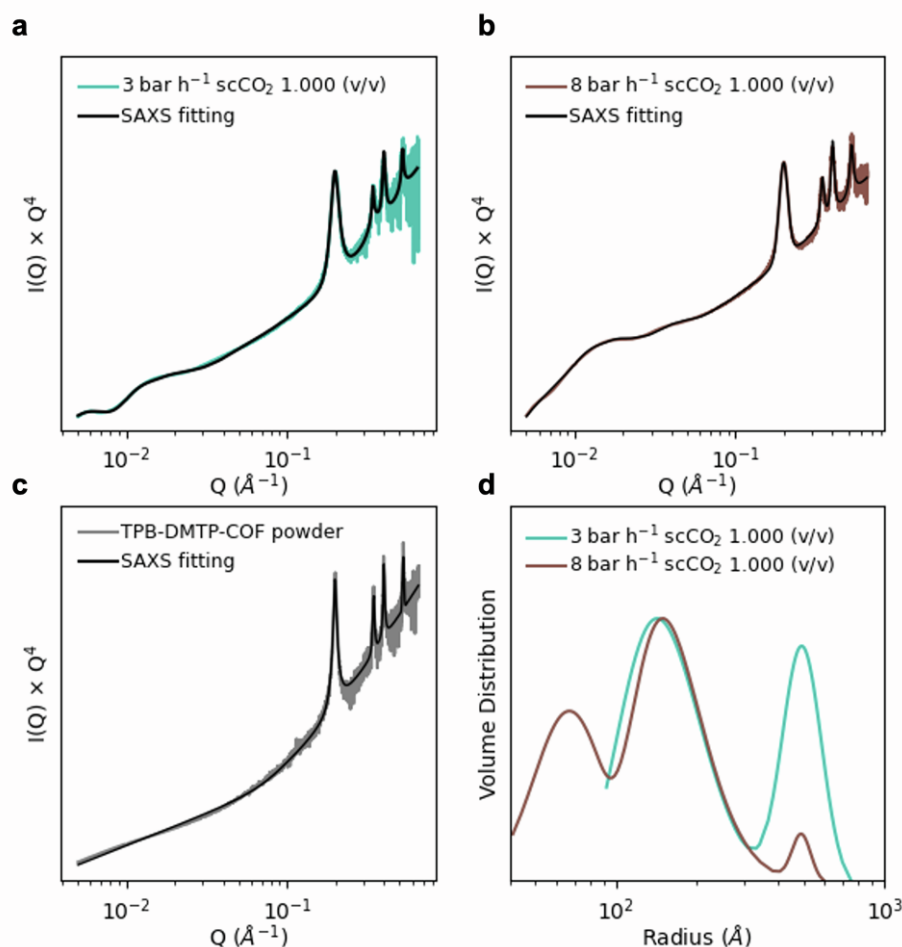 a
3 bar h⁻¹ scCO₂ 1.000 (v/v)
SAXS fitting
I(Q) × Q⁴
10⁻² 10⁻¹
Q (Å⁻¹)
b
8 bar h⁻¹ scCO₂ 1.000 (v/v)
SAXS fitting
I(Q) × Q⁴
10⁻² 10⁻¹
Q (Å⁻¹)
c
TPB-DMTP-COF powder
SAXS fitting
I(Q) × Q⁴
10⁻² 10⁻¹
Q (Å⁻¹)
d
3 bar h⁻¹ scCO₂ 1.000 (v/v)
8 bar h⁻¹ scCO₂ 1.000 (v/v)
Volume Distribution
10² 10³
Radius (Å)